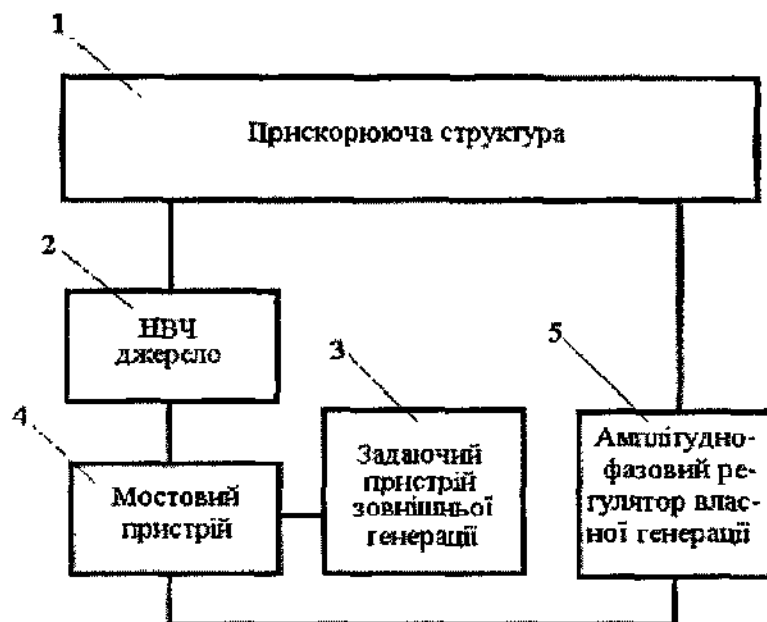 1
Прискорююча структура
2
НВЧ
джерело
3
5
4
Мостовий
пристрій
Задаючий
пристрій
зовнішньої
генерації
Амплітудно-
фазовий ре-
гулятор влас-
ної генерації